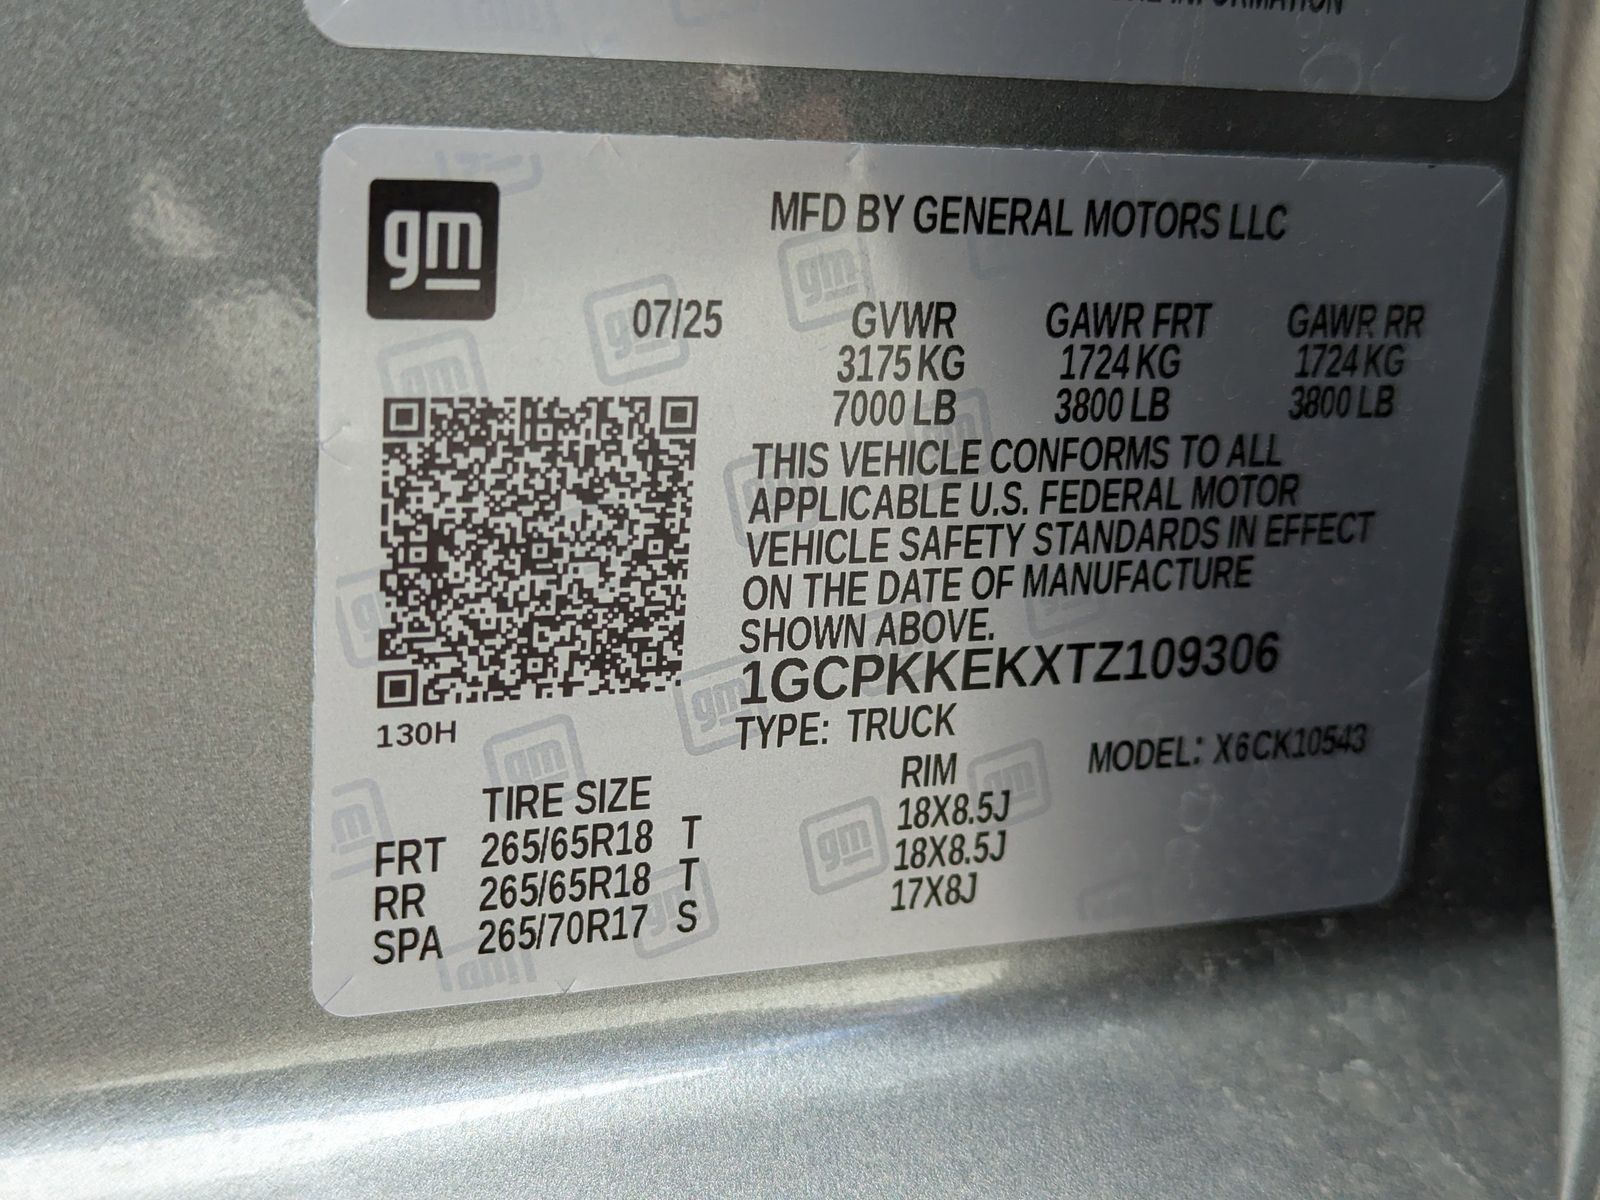 INFORMATION
gm
MFD BY GENERAL MOTORS LLC
07/25
GVWR GAWR FRT GAWR RR
3175 KG 1724 KG 1724 KG
7000 LB 3800 LB 3800 LB
THIS VEHICLE CONFORMS TO ALL
APPLICABLE U.S. FEDERAL MOTOR
VEHICLE SAFETY STANDARDS IN EFFECT
ON THE DATE OF MANUFACTURE
SHOWN ABOVE.
1GCPKKEKXTZ109306
130H
TYPE: TRUCK MODEL: X6CK10543
TIRE SIZE RIM
FRT 265/65R18 T 18X8.5J
RR 265/65R18 T 18X8.5J
SPA 265/70R17 S 17X8J